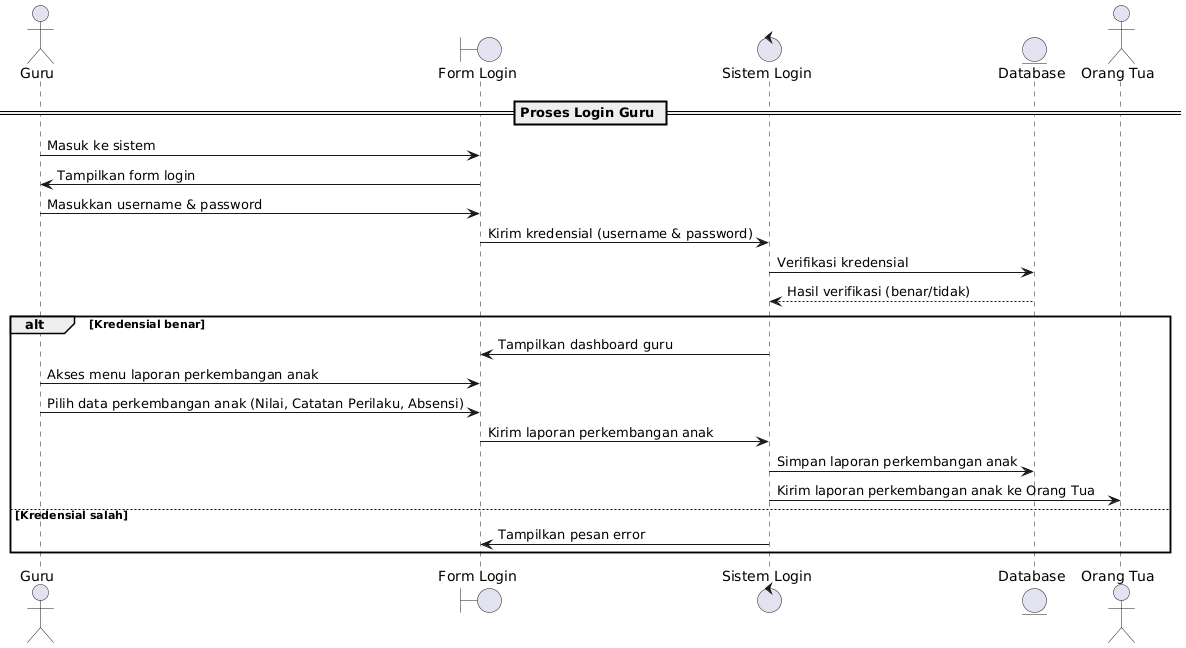 Guru
Form Login
Sistem Login
Database
Orang Tua
Proses Login Guru
Masuk ke sistem
Tampilkan form login
Masukkan username & password
Kirim kredensial (username & password)
Verifikasi kredensial
Hasil verifikasi (benar/tidak)
alt
[Kredensial benar]
Tampilkan dashboard guru
Akses menu laporan perkembangan anak
Pilih data perkembangan anak (Nilai, Catatan Perilaku, Absensi)
Kirim laporan perkembangan anak
Simpan laporan perkembangan anak
Kirim laporan perkembangan anak ke Orang Tua
[Kredensial salah]
Tampilkan pesan error
Guru
Form Login
Sistem Login
Database
Orang Tua